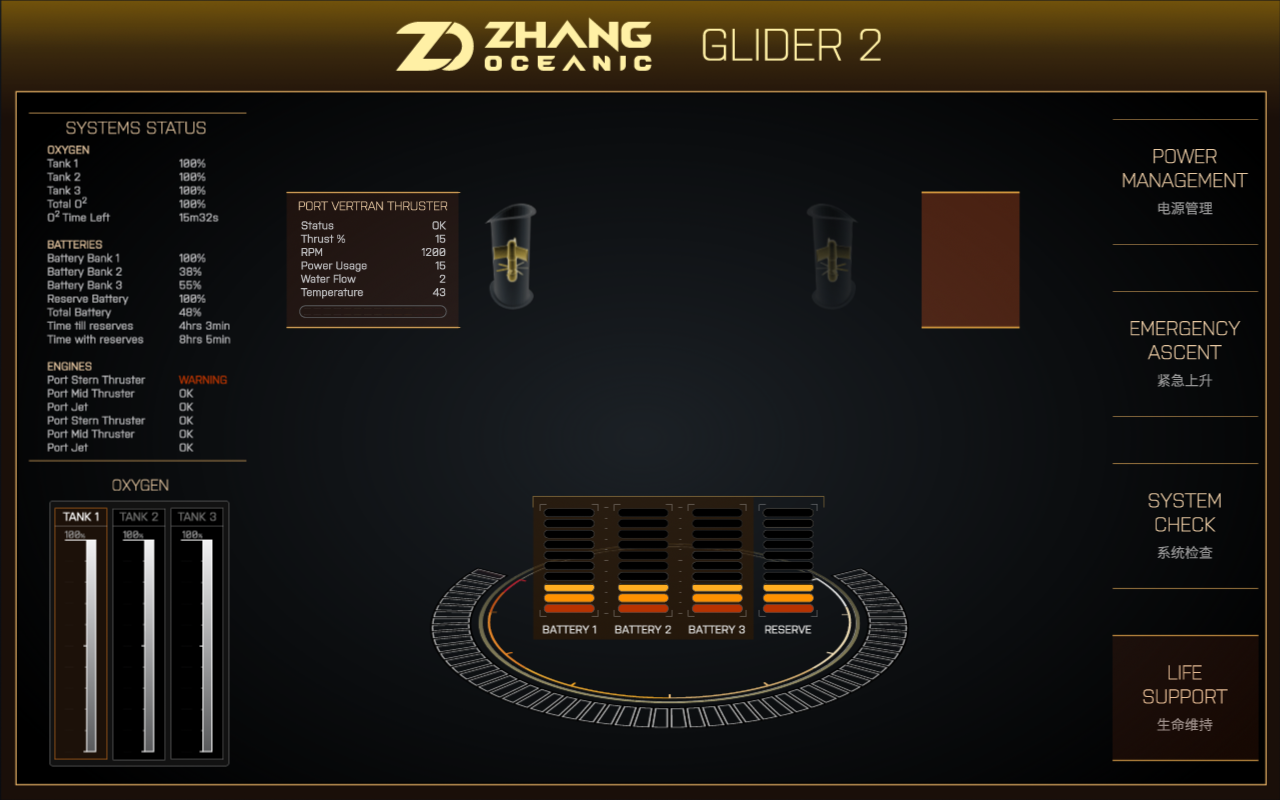 ZHANG
OCEANIC
GLIDER 2
SYSTEMS STATUS
OXYGEN
Tank 1 100%
Tank 2 100%
Tank 3 100%
Total O² 100%
O² Time Left 15m32s
BATTERIES
Battery Bank 1 100%
Battery Bank 2 38%
Battery Bank 3 55%
Reserve Battery 100%
Total Battery 48%
Time till reserves 4hrs 3min
Time with reserves 8hrs 5min
ENGINES
Port Stern Thruster WARNING
Port Mid Thruster OK
Port Jet OK
Port Stern Thruster OK
Port Mid Thruster OK
Port Jet OK
OXYGEN
TANK 1 TANK 2 TANK 3
100% 100% 100%
PORT VERTRAN THRUSTER
Status OK
Thrust % 15
RPM 1200
Power Usage 15
Water Flow 2
Temperature 43
BATTERY 1 BATTERY 2 BATTERY 3 RESERVE
POWER
MANAGEMENT
电源管理
EMERGENCY
ASCENT
紧急上升
SYSTEM
CHECK
系统检查
LIFE
SUPPORT
生命维持